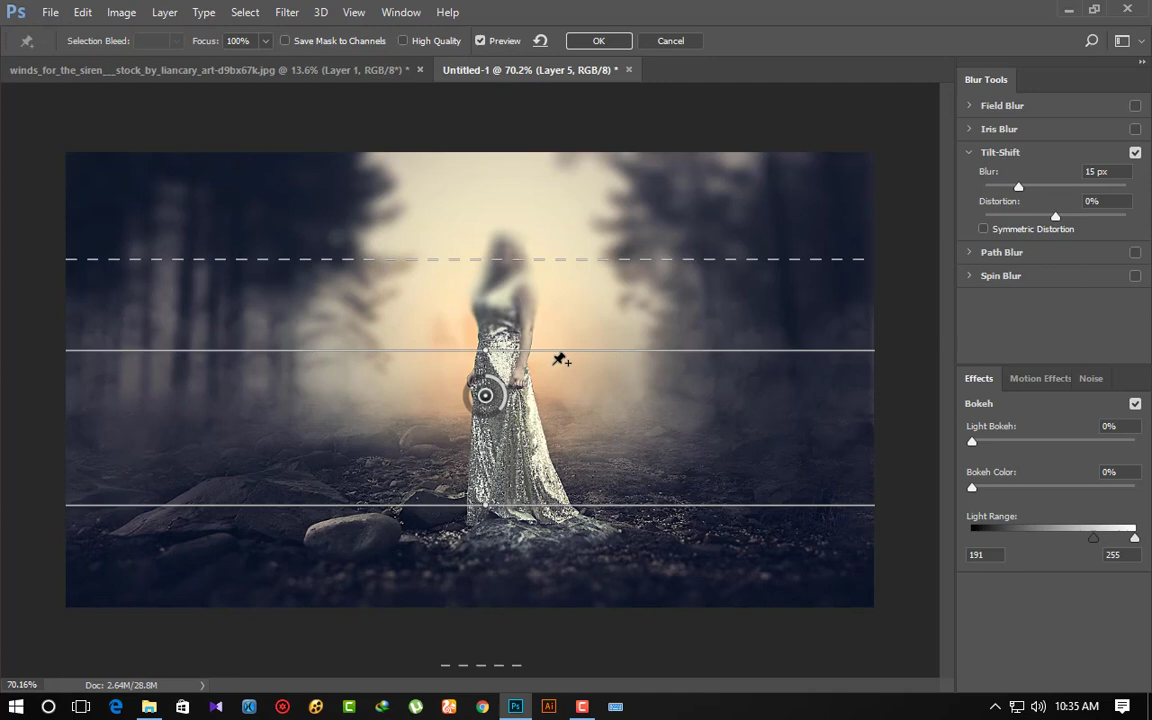 Ps File Edit Image Layer Type Select Filter 3D View Window Help
Selection Bleed: Focus: 100% Save Mask to Channels High Quality Preview OK Cancel
winds_for_the_siren___stock_by_liancary_art-d9bx67k.jpg @ 13.6% (Layer 1, RGB/8*) * × Untitled-1 @ 70.2% (Layer 5, RGB/8) * ×
Blur Tools
Field Blur
Iris Blur
Tilt-Shift
Blur: 15 px
Distortion: 0%
Symmetric Distortion
Path Blur
Spin Blur
Effects Motion Effects Noise
Bokeh
Light Bokeh: 0%
Bokeh Color: 0%
Light Range:
191 255
70.16% Doc: 2.64M/28.8M
Ps Ai 10:35 AM